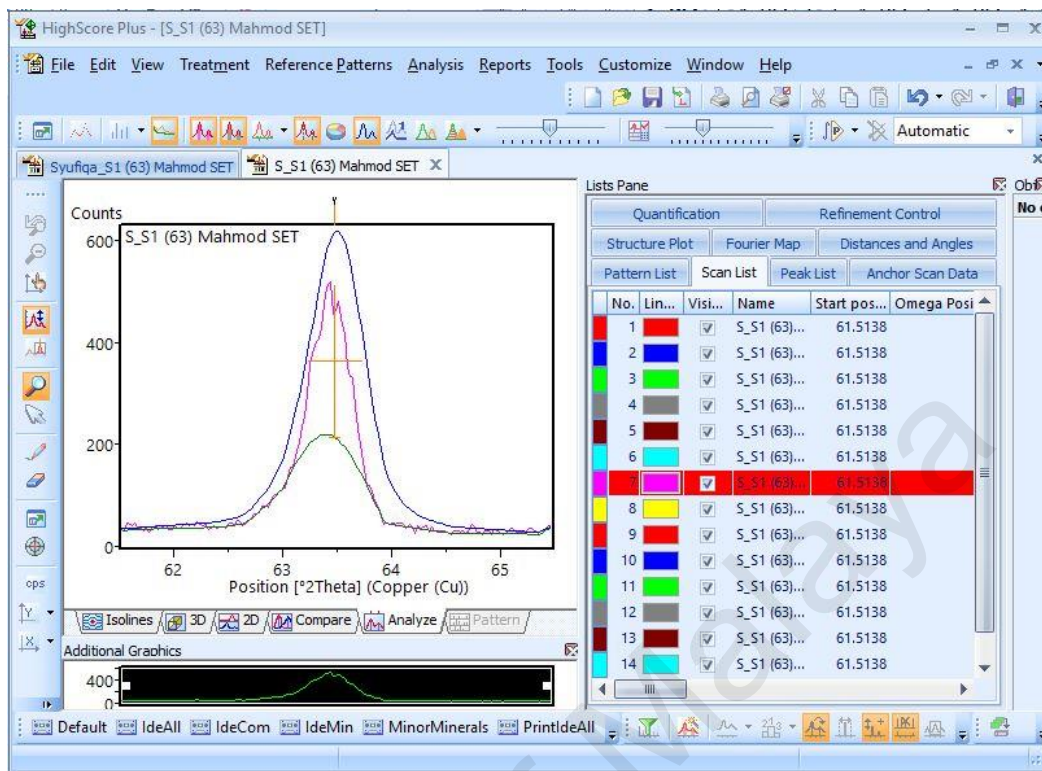 HighScore Plus - [S_S1 (63) Mahmod SET]
File Edit View Treatment Reference Patterns Analysis Reports Tools Customize Window Help
Automatic
Syufiqa_S1 (63) Mahmod SET S_S1 (63) Mahmod SET X
Lists Pane
No
Quantification Refinement Control
Structure Plot Fourier Map Distances and Angles
Pattern List Scan List Peak List Anchor Scan Data
No. Lin... Visi... Name Start pos... Omega Posi
1 S_S1 (63)... 61.5138
2 S_S1 (63)... 61.5138
3 S_S1 (63)... 61.5138
4 S_S1 (63)... 61.5138
5 S_S1 (63)... 61.5138
6 S_S1 (63)... 61.5138
7 S_S1 (63)... 61.5138
8 S_S1 (63)... 61.5138
9 S_S1 (63)... 61.5138
10 S_S1 (63)... 61.5138
11 S_S1 (63)... 61.5138
12 S_S1 (63)... 61.5138
13 S_S1 (63)... 61.5138
14 S_S1 (63)... 61.5138
Counts
S_S1 (63) Mahmod SET
600
400
200
0
62 63 64 65
Position [°2Theta] (Copper (Cu))
cps
Isolines 3D 2D Compare Analyze Pattern
Additional Graphics
400
0
Default IdeAll IdeCom IdeMin MinorMinerals PrintIdeAll
Malaya